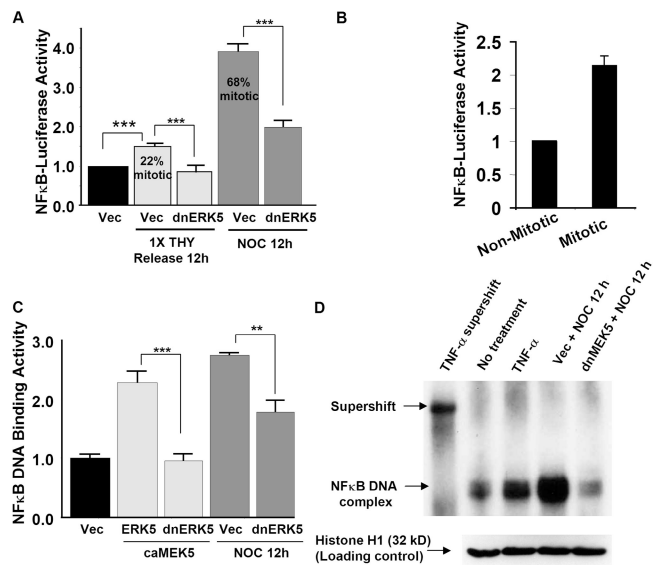 A
NFκB-Luciferase Activity
4.0
3.0
2.0
1.0
0.0
***
***
***
22%
mitotic
68%
mitotic
Vec
Vec
dnERK5
Vec
dnERK5
1X THY
Release 12h
NOC 12h
B
NFκB-Luciferase Activity
2.5
2
1.5
1
0.5
0
Non-Mitotic
Mitotic
C
NFκB DNA Binding Activity
3.0
2.0
1.0
0.0
***
**
Vec
ERK5
dnERK5
Vec
dnERK5
caMEK5
NOC 12h
D
TNF-α supershift
No treatment
TNF-α
Vec + NOC 12 h
dnMEK5 + NOC 12 h
Supershift
NFκB DNA
complex
Histone H1 (32 kD)
(Loading control)